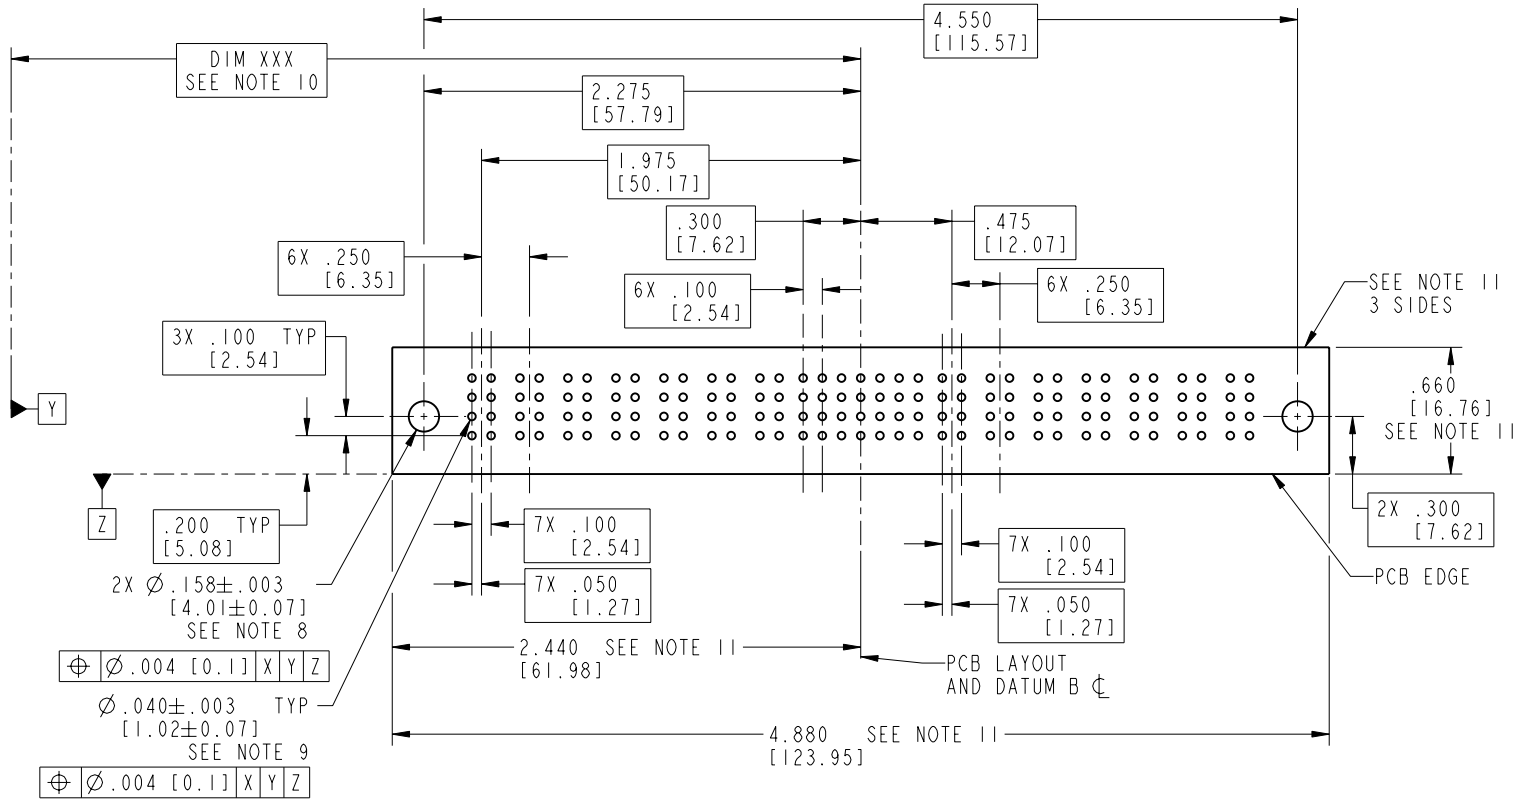 4.550
[115.57]
DIM XXX
SEE NOTE 10
2.275
[57.79]
1.975
[50.17]
.300
[7.62]
.475
[12.07]
6X .250
[6.35]
6X .100
[2.54]
6X .250
[6.35]
SEE NOTE 11
3 SIDES
3X .100 TYP
[2.54]
.660
[16.76]
SEE NOTE 11
Y
Z
.200 TYP
[5.08]
7X .100
[2.54]
7X .100
[2.54]
2X .300
[7.62]
2X Ø.158±.003
[4.01±0.07]
SEE NOTE 8
7X .050
[1.27]
7X .050
[1.27]
PCB EDGE
⌖ Ø.004 [0.1] X Y Z
2.440 SEE NOTE 11
[61.98]
PCB LAYOUT
AND DATUM B ℄
Ø.040±.003 TYP
[1.02±0.07]
SEE NOTE 9
4.880 SEE NOTE 11
[123.95]
⌖ Ø.004 [0.1] X Y Z